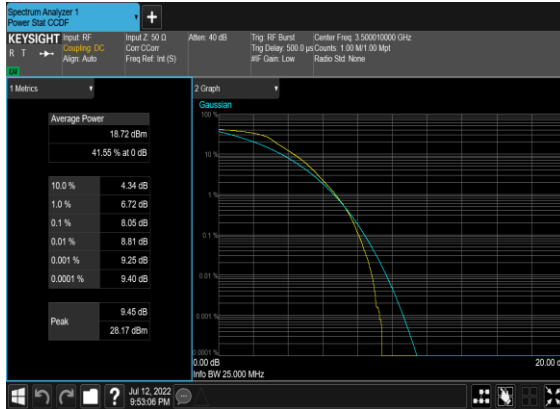 Spectrum Analyzer 1
Power Stat CCDF
+
KEYSIGHT
R T
LU
Input: RF
Coupling: DC
Align: Auto
Input Z: 50 Ω
Corr CCorr
Freq Ref: Int (S)
Atten: 40 dB
Trig: RF Burst
Trig Delay: 500.0 µs
#IF Gain: Low
Center Freq: 3.500010000 GHz
Counts: 1.00 M/1.00 Mpt
Radio Std: None
1 Metrics
Average Power
18.72 dBm
41.55 % at 0 dB
10.0 % 4.34 dB
1.0 % 6.72 dB
0.1 % 8.05 dB
0.01 % 8.81 dB
0.001 % 9.25 dB
0.0001 % 9.40 dB
Peak
9.45 dB
28.17 dBm
2 Graph
Gaussian
100 %
10 %
1 %
0.1 %
0.01 %
0.001 %
0.0001 %
0.00 dB
20.00 d
Info BW 25.000 MHz
?
Jul 12, 2022
9:53:06 PM